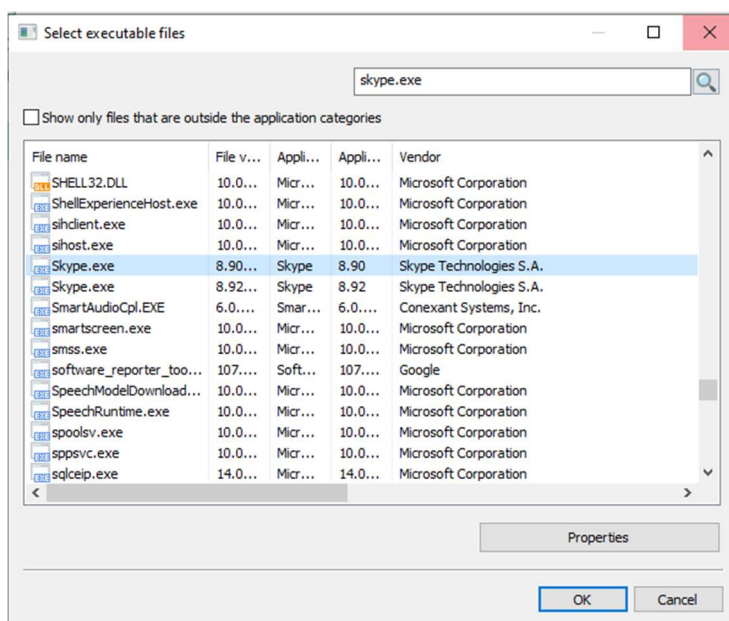 Select executable files
skype.exe
Show only files that are outside the application categories
File name File v... Appli... Appli... Vendor
SHELL32.DLL 10.0... Micr... 10.0... Microsoft Corporation
ShellExperienceHost.exe 10.0... Micr... 10.0... Microsoft Corporation
sihclient.exe 10.0... Micr... 10.0... Microsoft Corporation
sihost.exe 10.0... Micr... 10.0... Microsoft Corporation
Skype.exe 8.90... Skype 8.90 Skype Technologies S.A.
Skype.exe 8.92... Skype 8.92 Skype Technologies S.A.
SmartAudioCpl.EXE 6.0.... Smar... 6.0.... Conexant Systems, Inc.
smartscreen.exe 10.0... Micr... 10.0... Microsoft Corporation
smss.exe 10.0... Micr... 10.0... Microsoft Corporation
software_reporter_too... 107.... Soft... 107.... Google
SpeechModelDownload... 10.0... Micr... 10.0... Microsoft Corporation
SpeechRuntime.exe 10.0... Micr... 10.0... Microsoft Corporation
spoolsv.exe 10.0... Micr... 10.0... Microsoft Corporation
sppsvc.exe 10.0... Micr... 10.0... Microsoft Corporation
sqlceip.exe 14.0... Micr... 14.0... Microsoft Corporation
Properties
OK Cancel